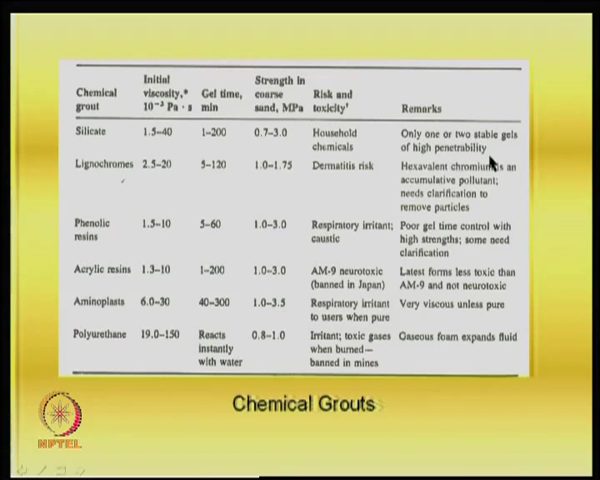 Chemical grout Initial viscosity,* 10⁻³ Pa · s Gel time, min Strength in coarse sand, MPa Risk and toxicity† Remarks
Silicate 1.5–40 1–200 0.7–3.0 Household chemicals Only one or two stable gels of high penetrability
Lignochromes 2.5–20 5–120 1.0–1.75 Dermatitis risk Hexavalent chromium is an accumulative pollutant; needs clarification to remove particles
Phenolic resins 1.5–10 5–60 1.0–3.0 Respiratory irritant; caustic Poor gel time control with high strengths; some need clarification
Acrylic resins 1.3–10 1–200 1.0–3.0 AM-9 neurotoxic (banned in Japan) Latest forms less toxic than AM-9 and not neurotoxic
Aminoplasts 6.0–30 40–300 1.0–3.5 Respiratory irritant to users when pure Very viscous unless pure
Polyurethane 19.0–150 Reacts instantly with water 0.8–1.0 Irritant; toxic gases when burned—banned in mines Gaseous foam expands fluid
Chemical Grouts
NPTEL